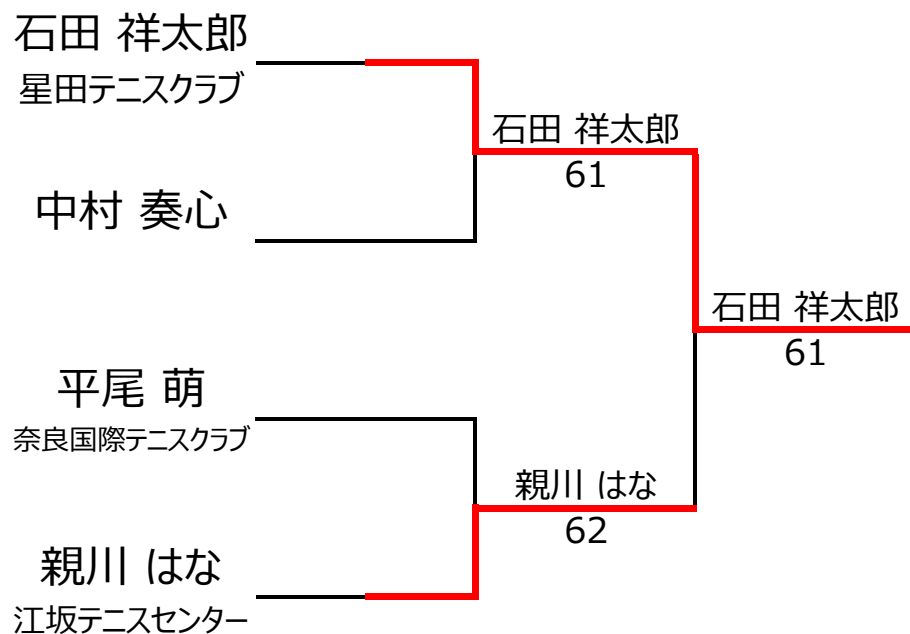 石田 祥太郎
星田テニスクラブ
石田 祥太郎
61
中村 奏心
石田 祥太郎
61
平尾 萌
奈良国際テニスクラブ
親川 はな
62
親川 はな
江坂テニスセンター